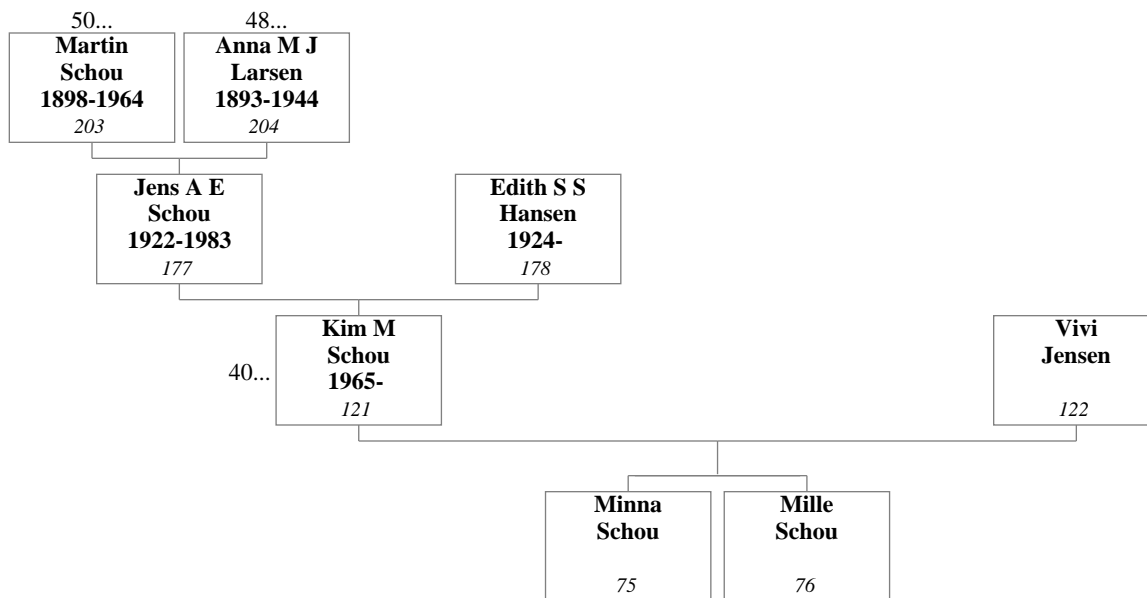 50...
Martin
Schou
1898-1964
203
48...
Anna M J
Larsen
1893-1944
204
Jens A E
Schou
1922-1983
177
Edith S S
Hansen
1924-
178
40...
Kim M
Schou
1965-
121
Vivi
Jensen
122
Minna
Schou
75
Mille
Schou
76